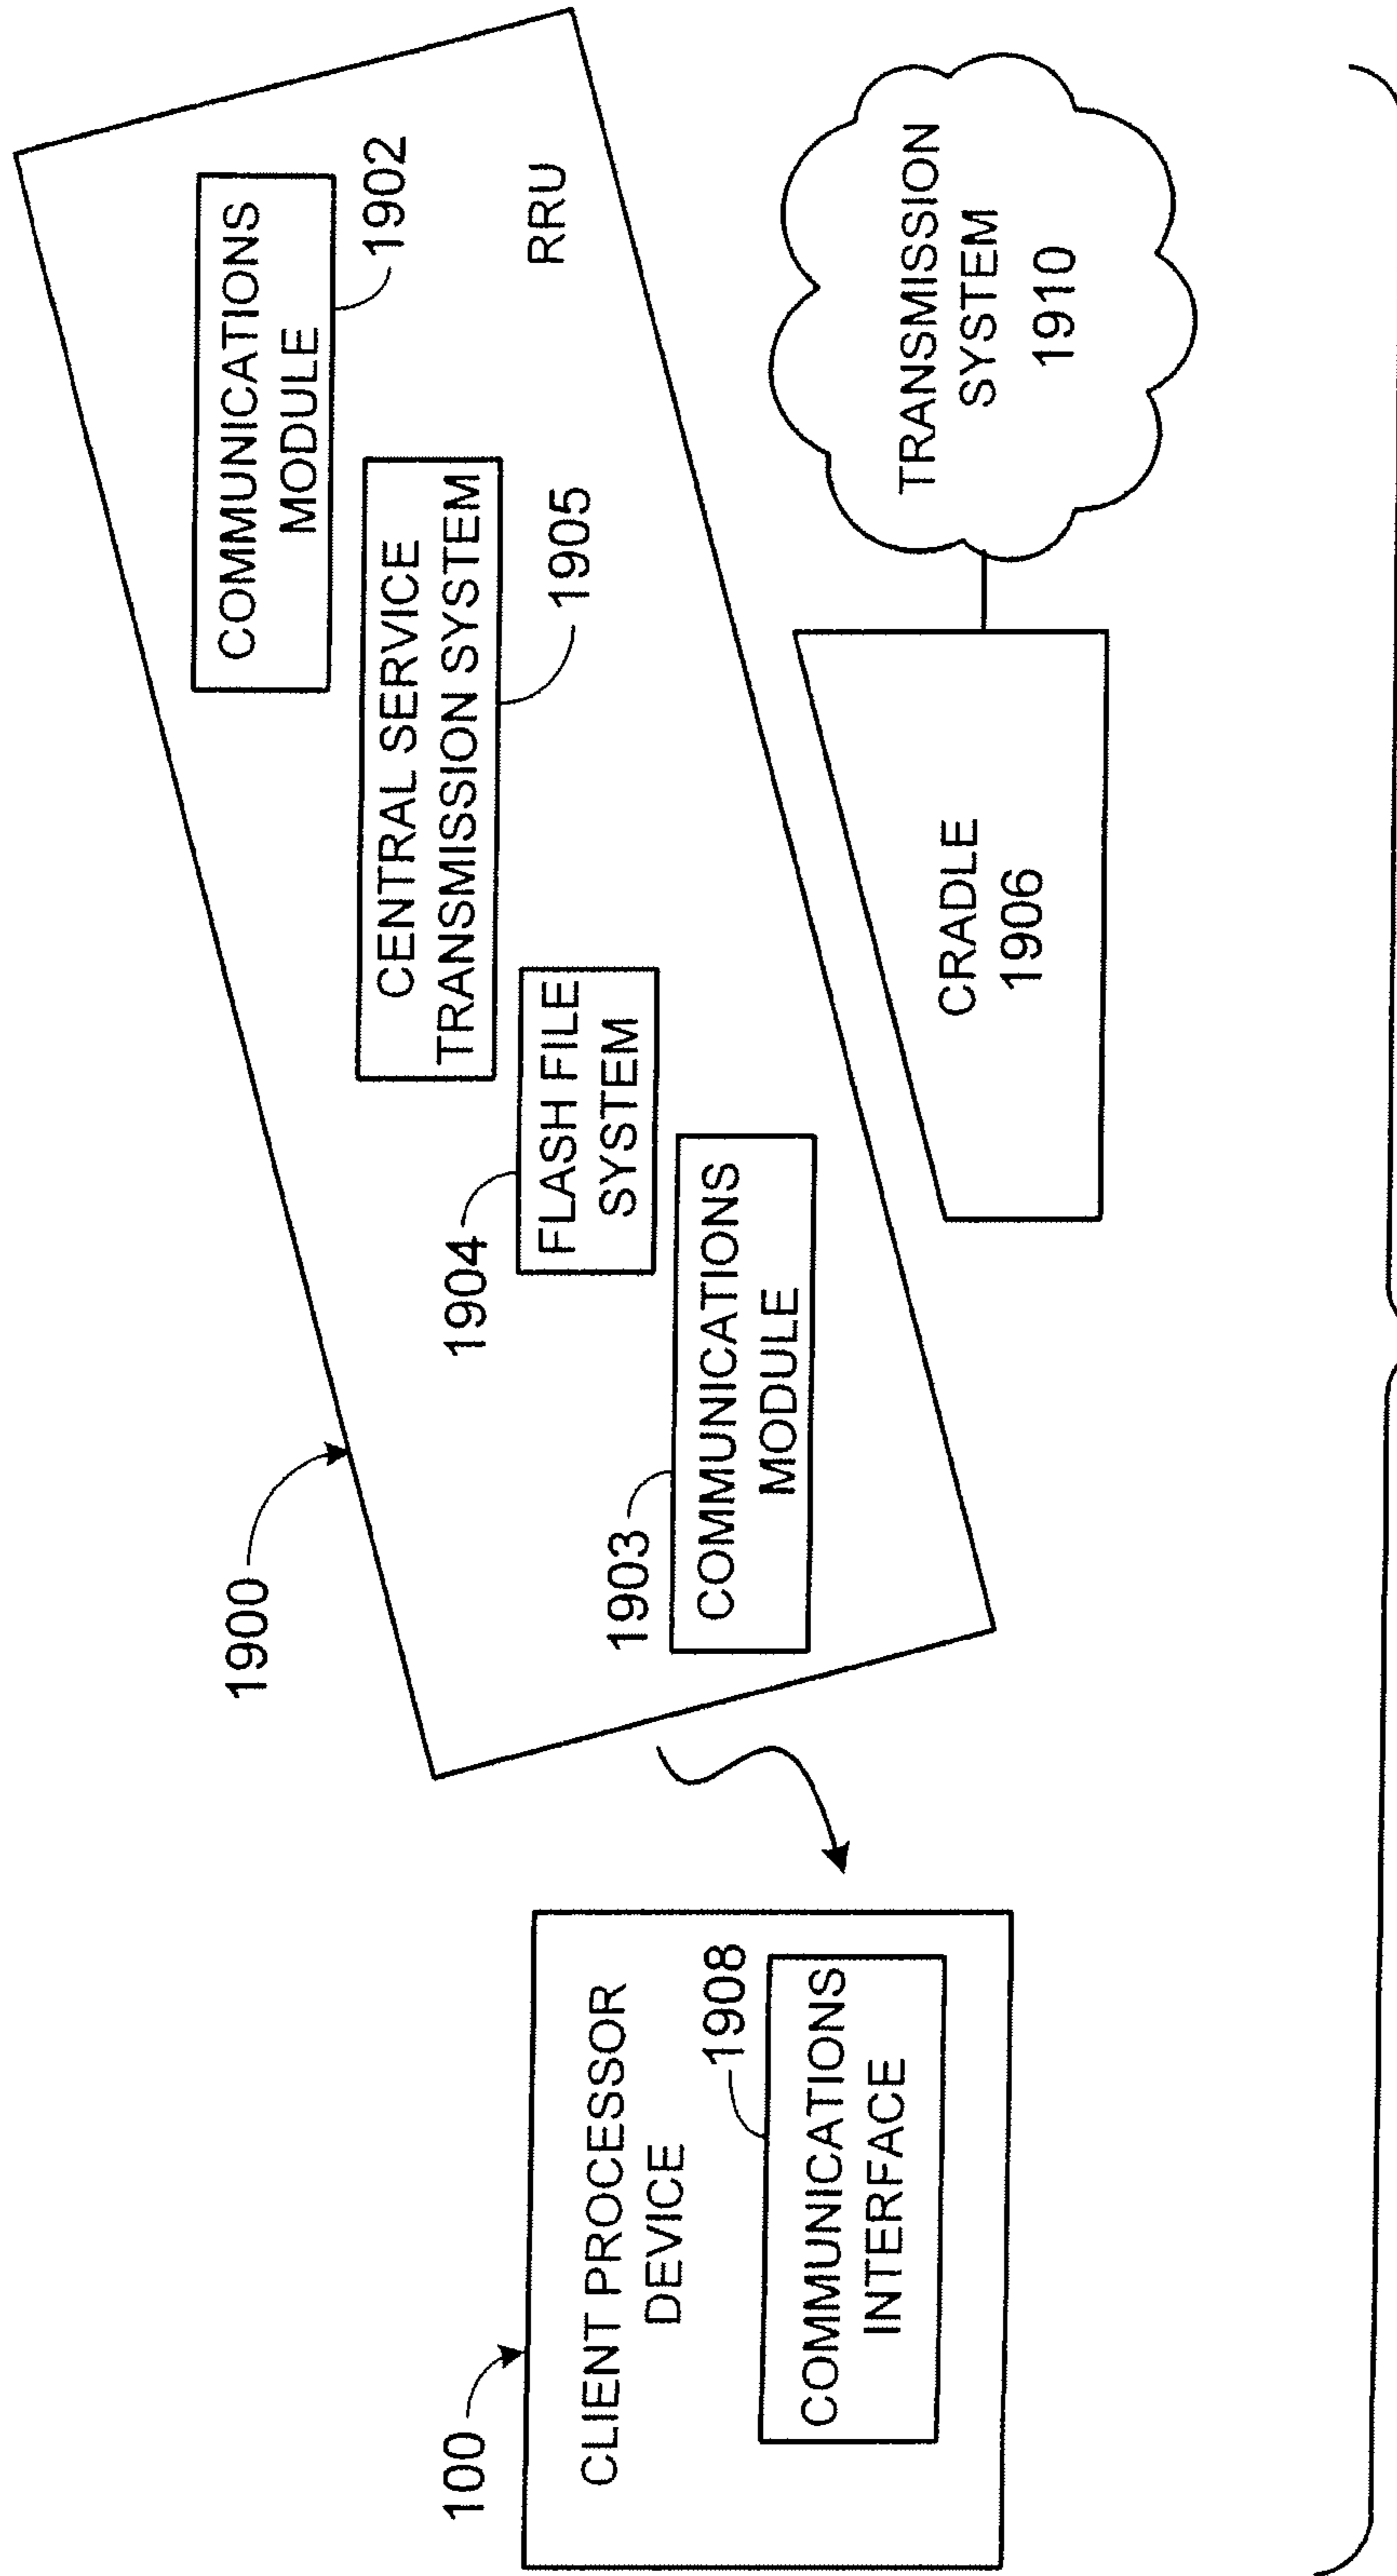 100
CLIENT PROCESSOR
DEVICE
1908
COMMUNICATIONS
INTERFACE
1900
1903
COMMUNICATIONS
MODULE
1904
FLASH FILE
SYSTEM
CENTRAL SERVICE
TRANSMISSION SYSTEM
1905
COMMUNICATIONS
MODULE
1902
RRU
CRADLE
1906
TRANSMISSION
SYSTEM
1910